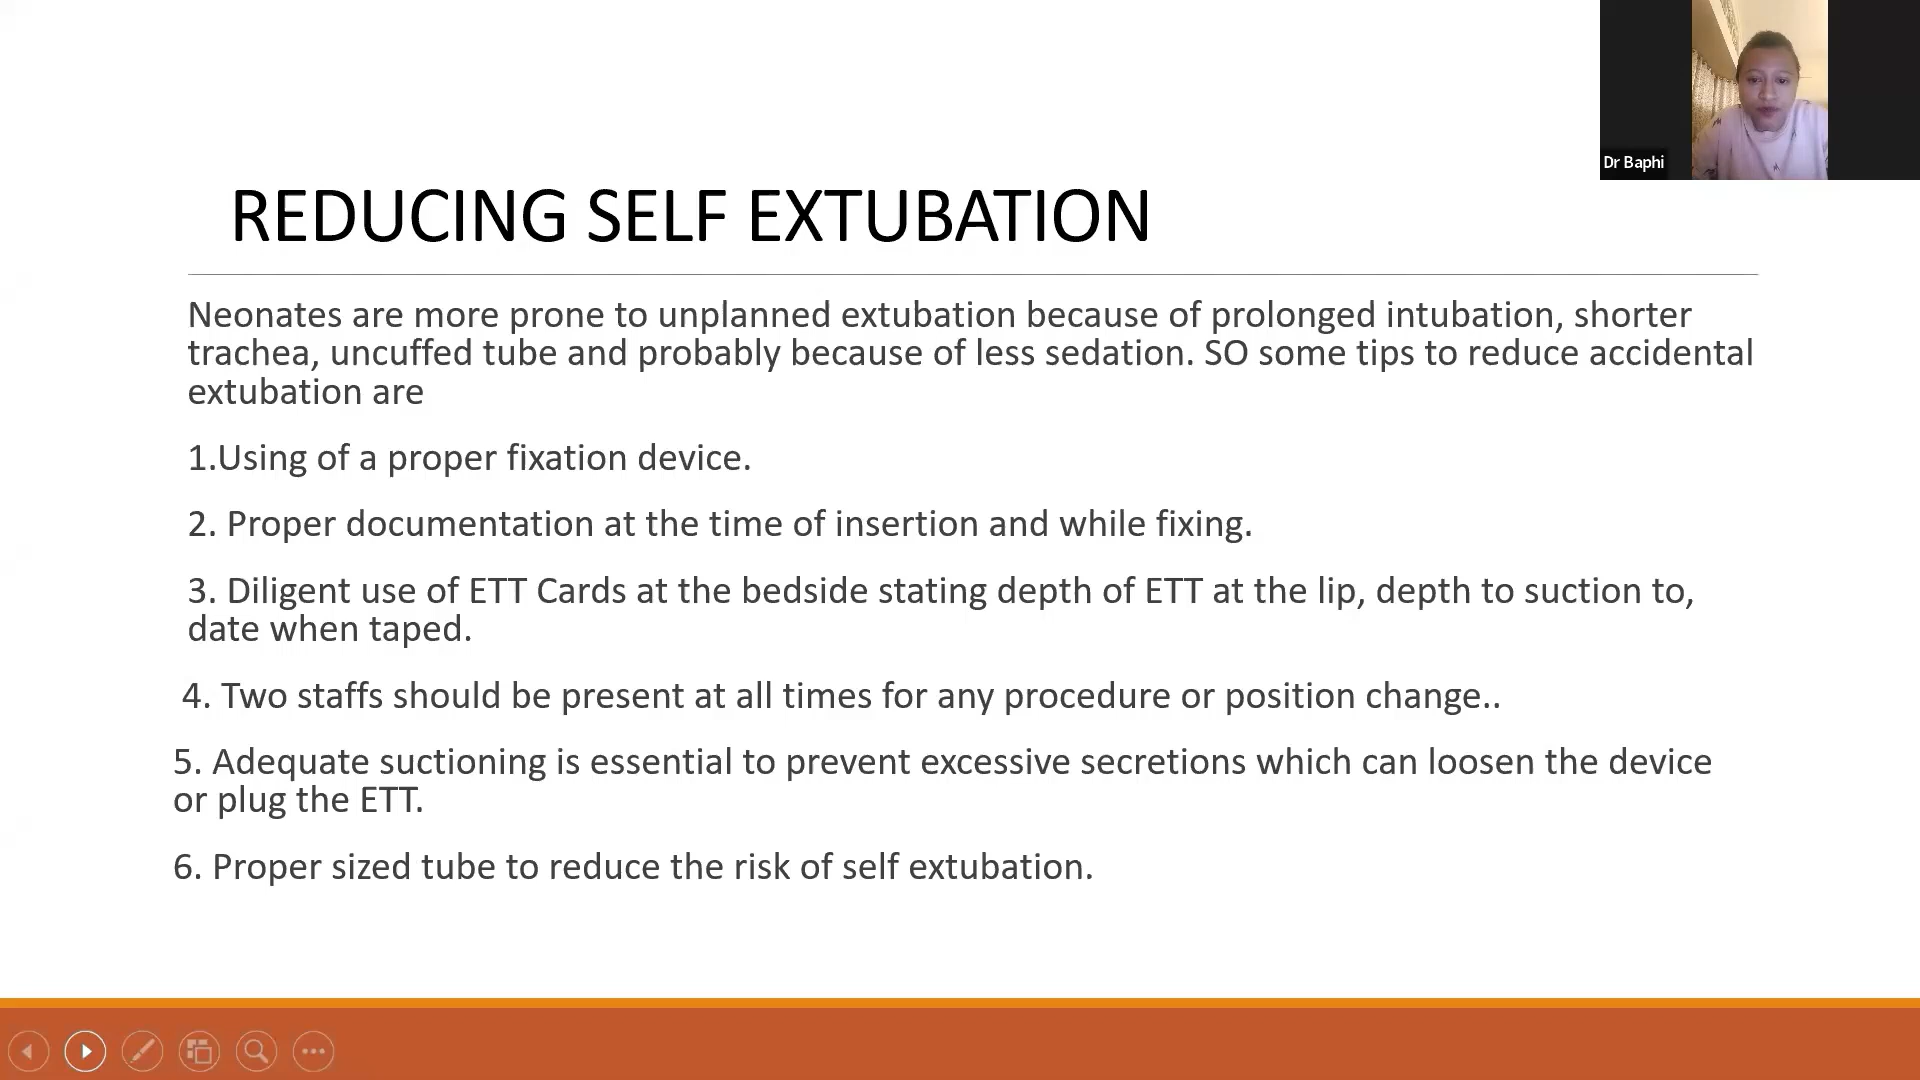 Dr Baphi
REDUCING SELF EXTUBATION
Neonates are more prone to unplanned extubation because of prolonged intubation, shorter
trachea, uncuffed tube and probably because of less sedation. SO some tips to reduce accidental
extubation are
1.Using of a proper fixation device.
2. Proper documentation at the time of insertion and while fixing.
3. Diligent use of ETT Cards at the bedside stating depth of ETT at the lip, depth to suction to,
date when taped.
4. Two staffs should be present at all times for any procedure or position change..
5. Adequate suctioning is essential to prevent excessive secretions which can loosen the device
or plug the ETT.
6. Proper sized tube to reduce the risk of self extubation.